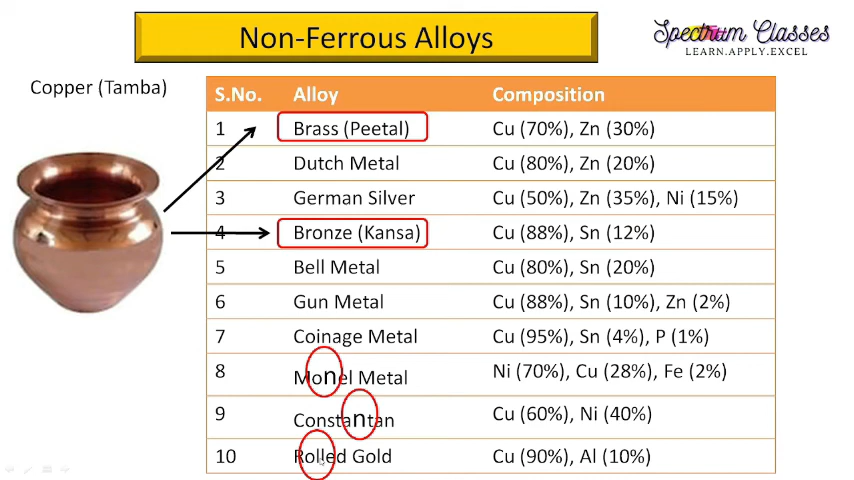 Non-Ferrous Alloys
Spectrum Classes
LEARN.APPLY.EXCEL
Copper (Tamba)
S.No. Alloy Composition
1 Brass (Peetal) Cu (70%), Zn (30%)
2 Dutch Metal Cu (80%), Zn (20%)
3 German Silver Cu (50%), Zn (35%), Ni (15%)
4 Bronze (Kansa) Cu (88%), Sn (12%)
5 Bell Metal Cu (80%), Sn (20%)
6 Gun Metal Cu (88%), Sn (10%), Zn (2%)
7 Coinage Metal Cu (95%), Sn (4%), P (1%)
8 Monel Metal Ni (70%), Cu (28%), Fe (2%)
9 Constantan Cu (60%), Ni (40%)
10 Rolled Gold Cu (90%), Al (10%)